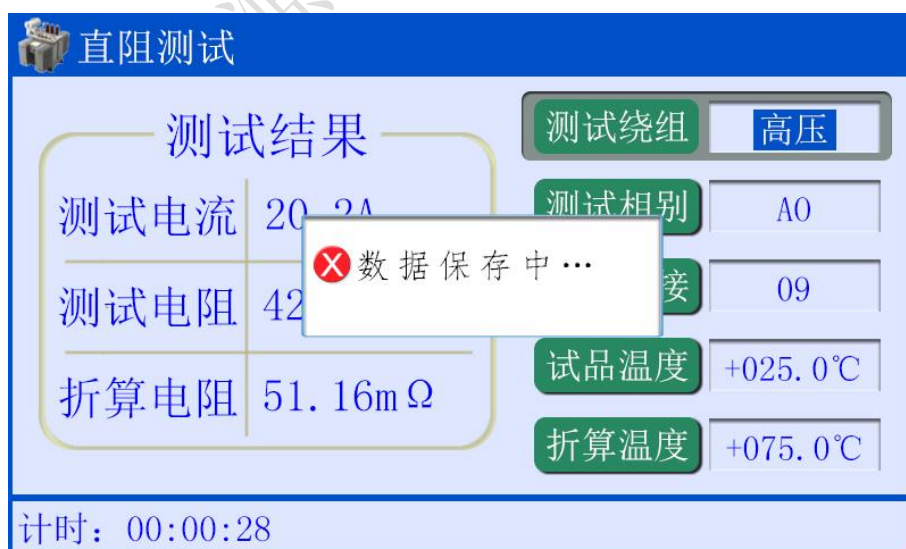 直阻测试
测试结果
测试电流 20.2A
测试电阻 42
折算电阻 51.16mΩ
数据保存中…
测试绕组 高压
测试相别 AO
接 09
试品温度 +025.0℃
折算温度 +075.0℃
计时：00:00:28